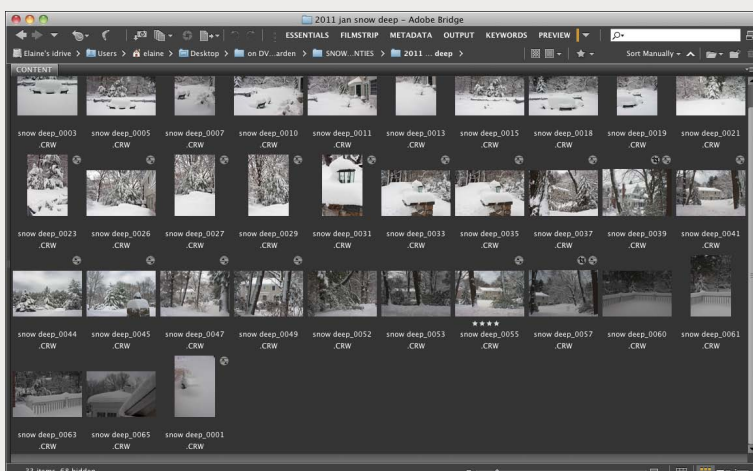 2011 jan snow deep – Adobe Bridge
ESSENTIALS FILMSTRIP METADATA OUTPUT KEYWORDS PREVIEW
Elaine's idrive > Users > elaine > Desktop > on DV...arden > SNOW...NTIES > 2011 ... deep > Sort Manually
CONTENT
snow deep_0003 snow deep_0005 snow deep_0007 snow deep_0010 snow deep_0011 snow deep_0013 snow deep_0015 snow deep_0018 snow deep_0019 snow deep_0021
.CRW .CRW .CRW .CRW .CRW .CRW .CRW .CRW .CRW .CRW
snow deep_0023 snow deep_0026 snow deep_0027 snow deep_0029 snow deep_0031 snow deep_0033 snow deep_0035 snow deep_0037 snow deep_0039 snow deep_0041
.CRW .CRW .CRW .CRW .CRW .CRW .CRW .CRW .CRW .CRW
snow deep_0044 snow deep_0045 snow deep_0047 snow deep_0049 snow deep_0052 snow deep_0053 snow deep_0055 snow deep_0057 snow deep_0060 snow deep_0061
.CRW .CRW .CRW .CRW .CRW .CRW .CRW .CRW .CRW .CRW
snow deep_0063 snow deep_0065 snow deep_0001
.CRW .CRW .CRW
33 items, 68 hidden